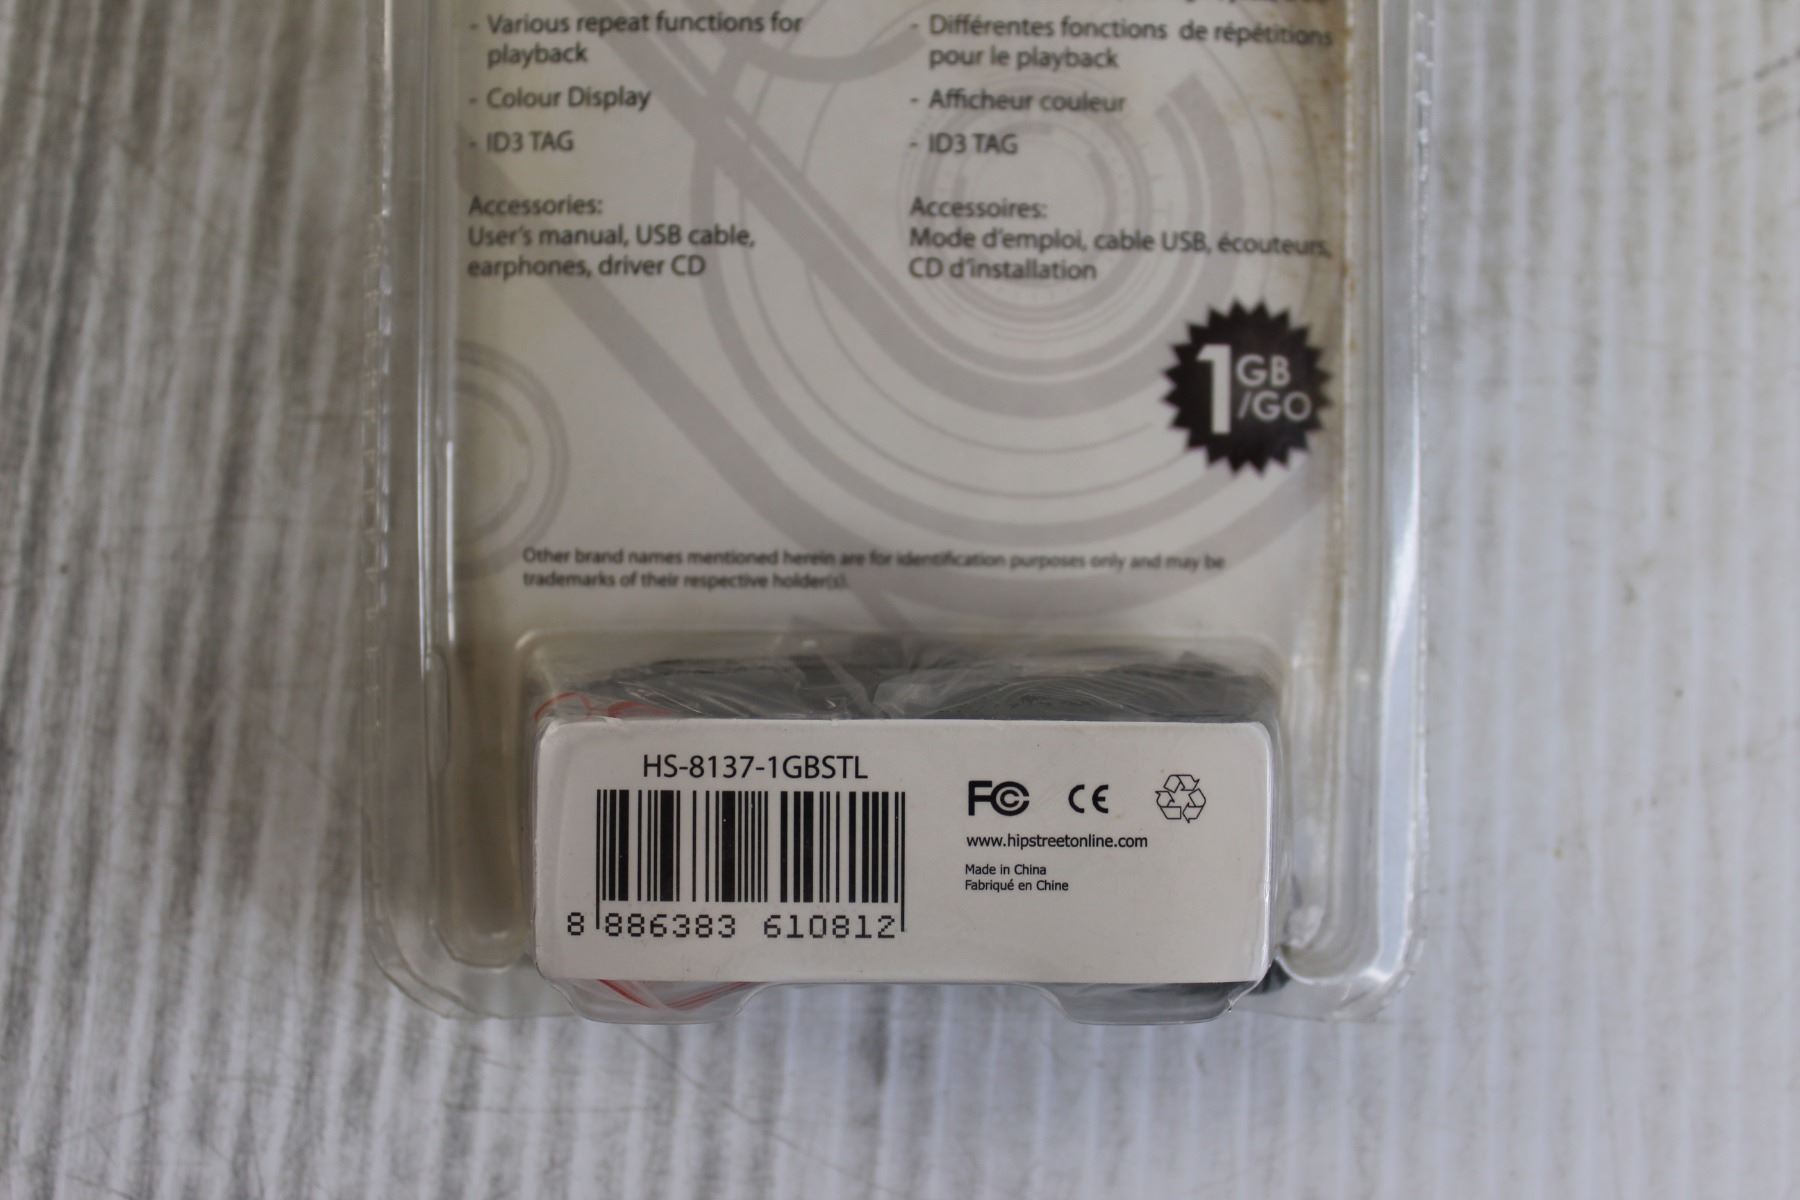 - Various repeat functions for
playback
- Colour Display
- ID3 TAG
Accessories:
User's manual, USB cable,
earphones, driver CD
- Différentes fonctions de répétitions
pour le playback
- Afficheur couleur
- ID3 TAG
Accessoires:
Mode d'emploi, cable USB, écouteurs,
CD d'installation
1 GB
/GO
Other brand names mentioned herein are for identification purposes only and may be
trademarks of their respective holder(s).
HS-8137-1GBSTL
8 886383 610812
FC CE
www.hipstreetonline.com
Made in China
Fabriqué en Chine